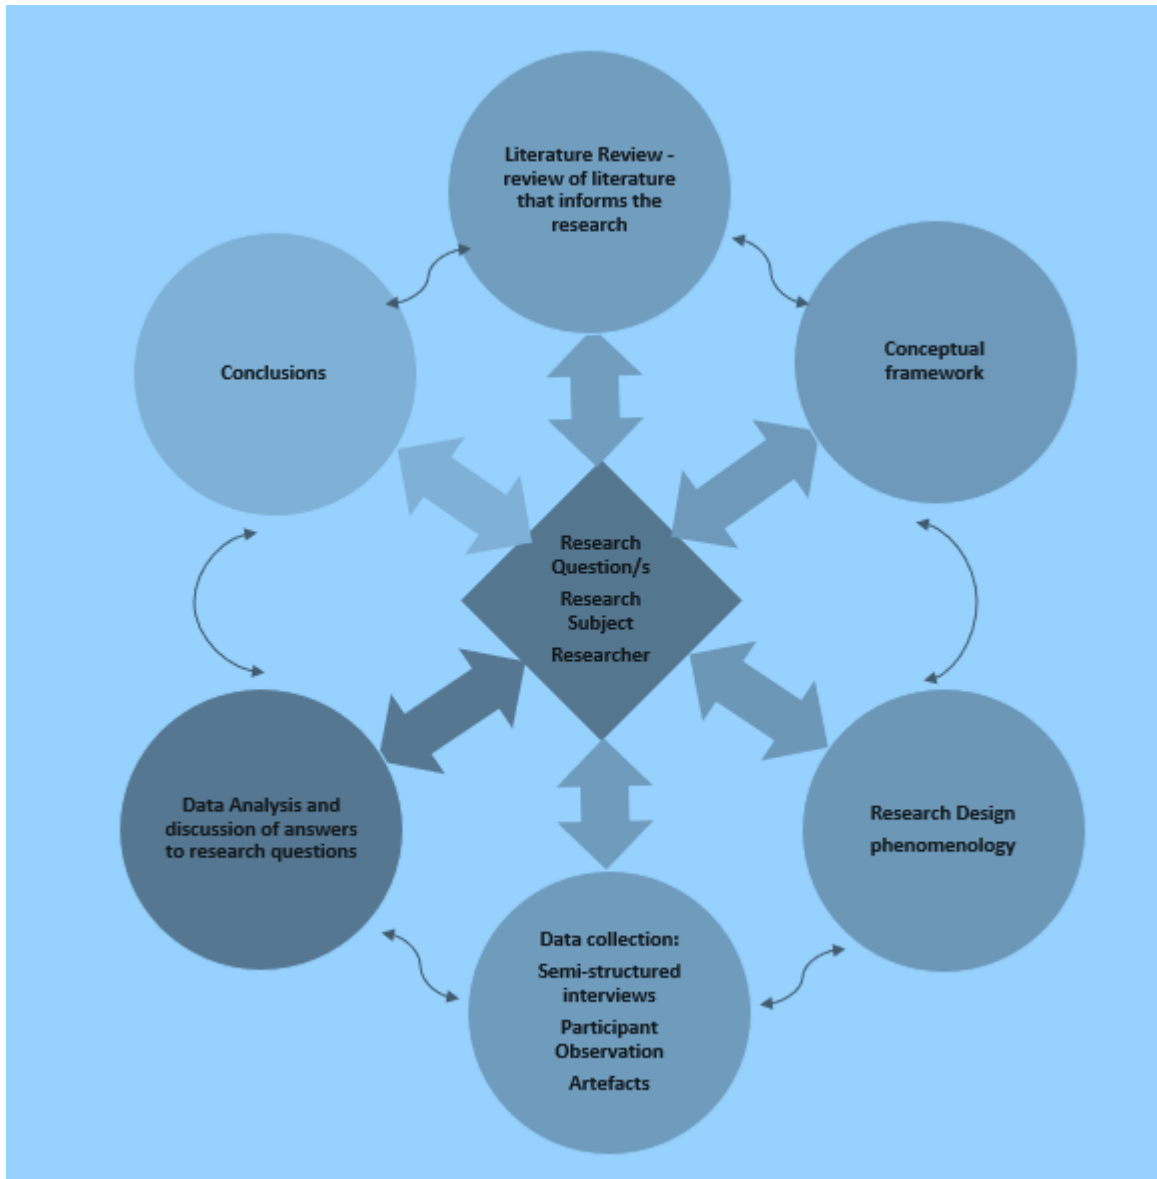 Literature Review -
review of literature
that informs the
research
Conceptual
framework
Conclusions
Research
Question/s
Research
Subject
Researcher
Data Analysis and
discussion of answers
to research questions
Research Design
phenomenology
Data collection:
Semi-structured
interviews
Participant
Observation
Artefacts